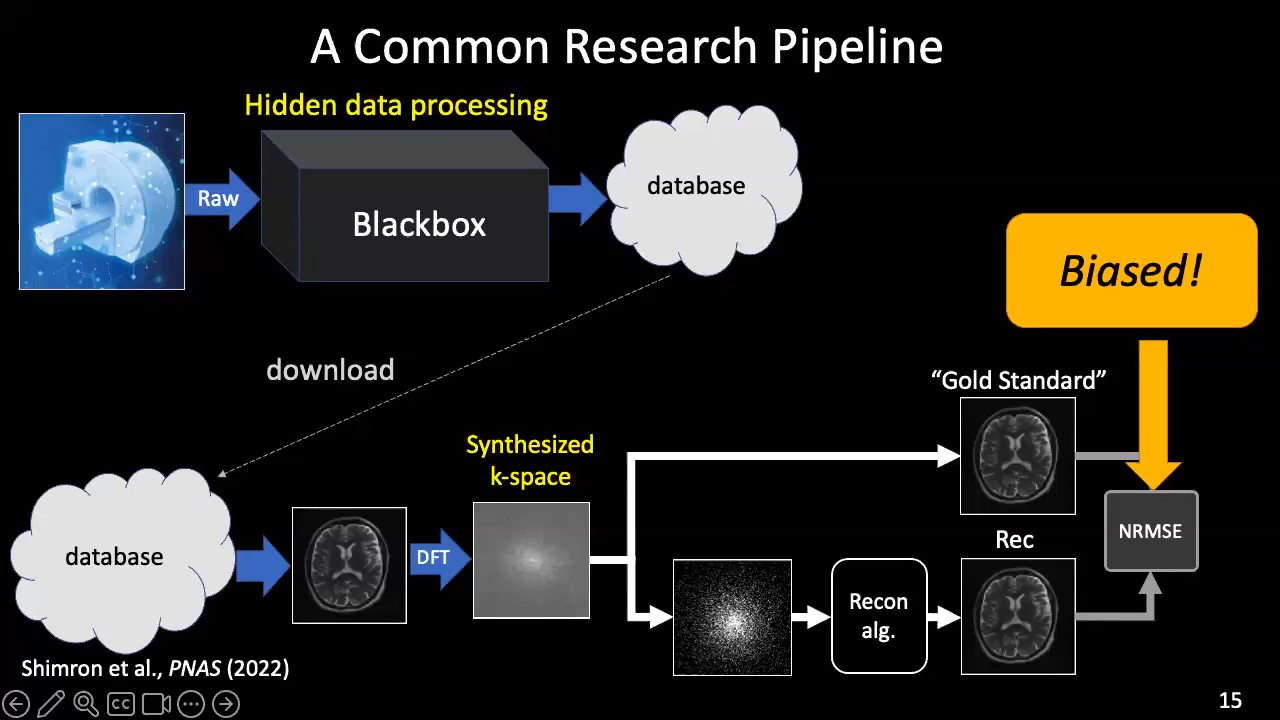 A Common Research Pipeline
Hidden data processing
Raw
Blackbox
database
Biased!
download
"Gold Standard"
Synthesized
k-space
database
DFT
NRMSE
Rec
Recon
alg.
Shimron et al., PNAS (2022)
CC
15